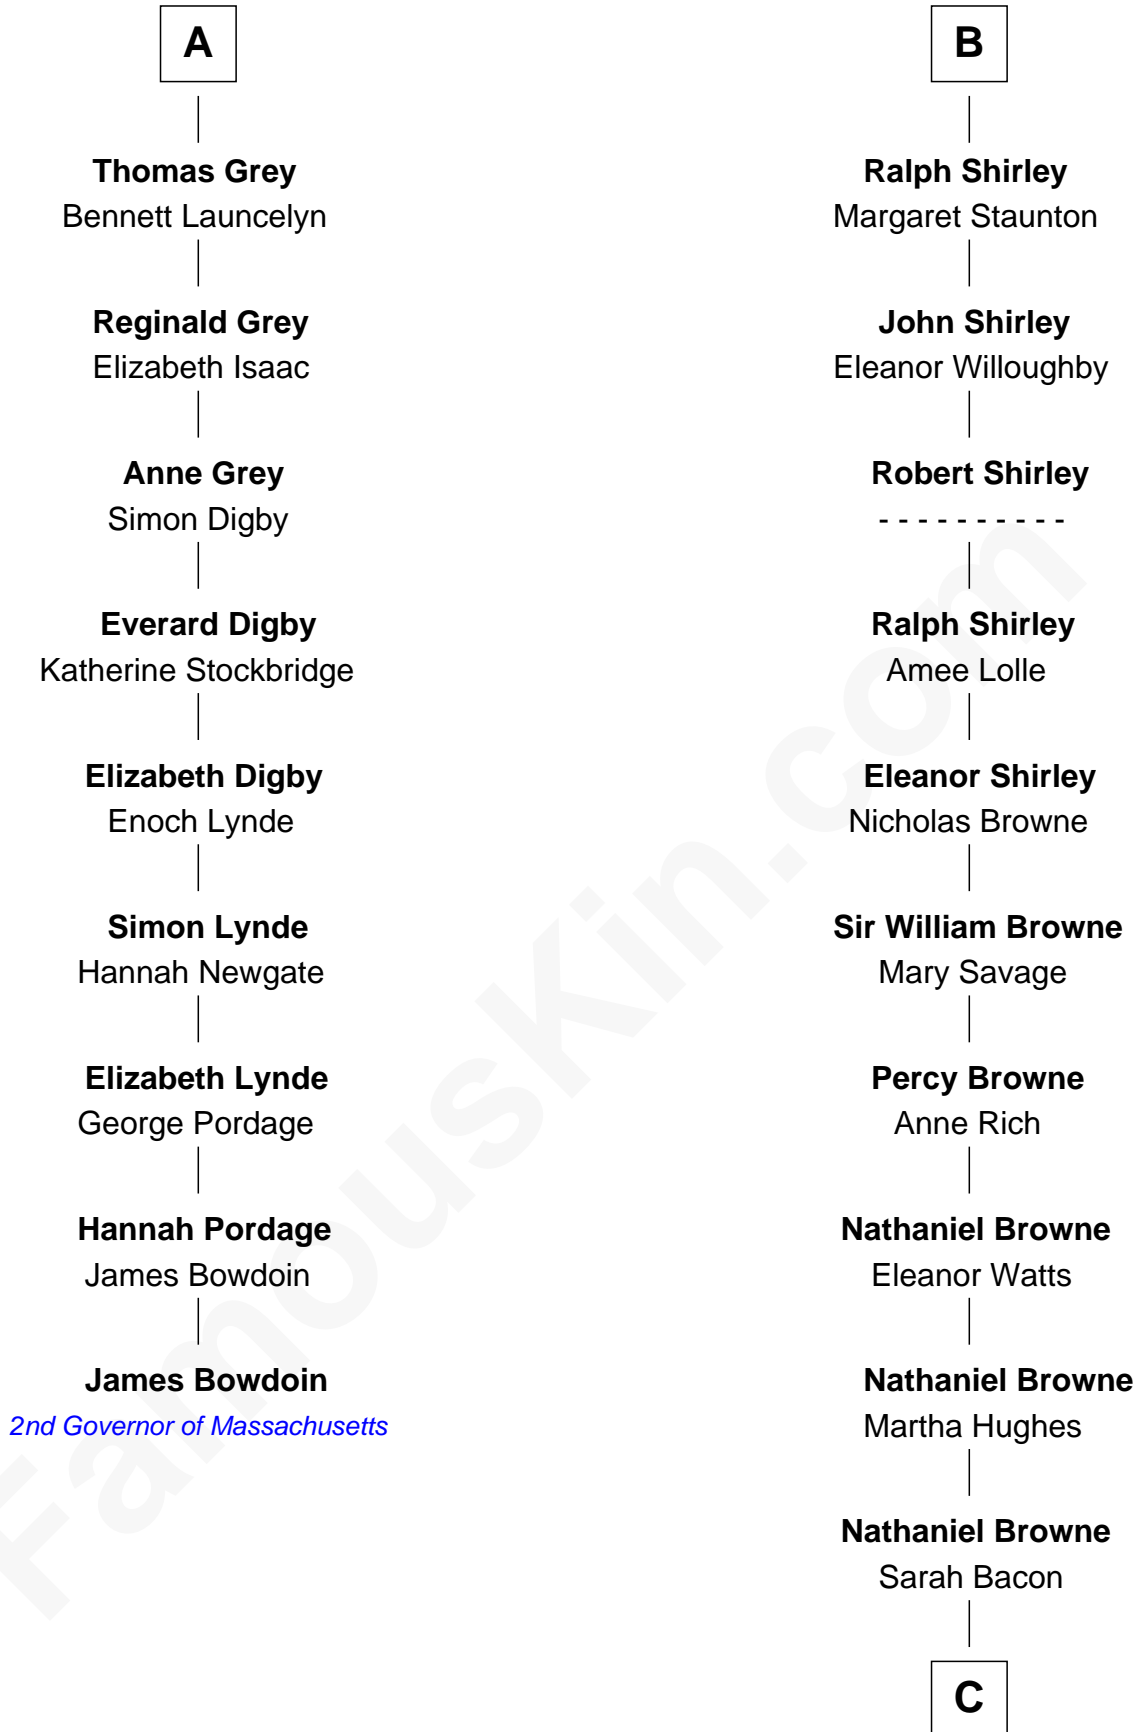 A
Thomas Grey
Bennett Launcelyn
Reginald Grey
Elizabeth Isaac
Anne Grey
Simon Digby
Everard Digby
Katherine Stockbridge
Elizabeth Digby
Enoch Lynde
Simon Lynde
Hannah Newgate
Elizabeth Lynde
George Pordage
Hannah Pordage
James Bowdoin
James Bowdoin
2nd Governor of Massachusetts
B
Ralph Shirley
Margaret Staunton
John Shirley
Eleanor Willoughby
Robert Shirley
- - - - - - - - - -
Ralph Shirley
Amee Lolle
Eleanor Shirley
Nicholas Browne
Sir William Browne
Mary Savage
Percy Browne
Anne Rich
Nathaniel Browne
Eleanor Watts
Nathaniel Browne
Martha Hughes
Nathaniel Browne
Sarah Bacon
C
FamousKin.com